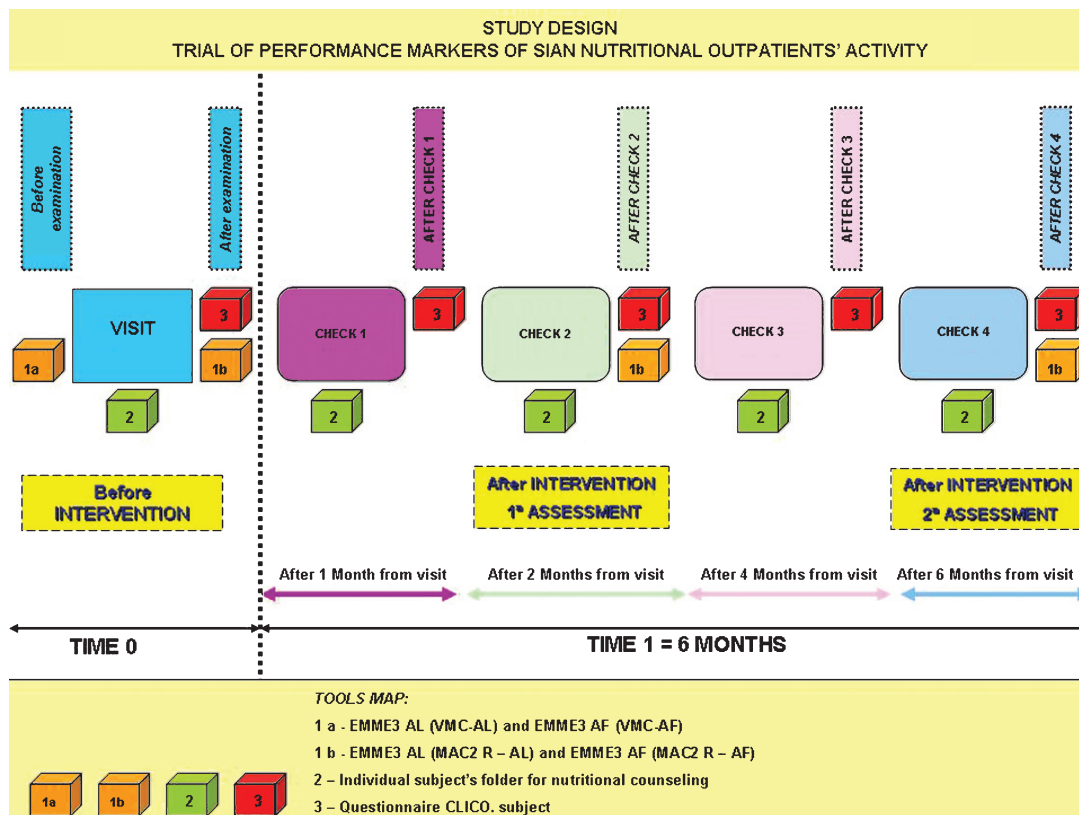 STUDY DESIGN
TRIAL OF PERFORMANCE MARKERS OF SIAN NUTRITIONAL OUTPATIENTS' ACTIVITY
Before
examination
After examination
AFTER CHECK 1
AFTER CHECK 2
AFTER CHECK 3
AFTER CHECK 4
VISIT
1a
3
1b
2
CHECK 1
3
2
CHECK 2
3
1b
2
CHECK 3
3
2
CHECK 4
3
1b
2
Before
INTERVENTION
After INTERVENTION
1° ASSESSMENT
After INTERVENTION
2° ASSESSMENT
After 1 Month from visit
After 2 Months from visit
After 4 Months from visit
After 6 Months from visit
TIME 0
TIME 1 = 6 MONTHS
TOOLS MAP:
1 a - EMME3 AL (VMC-AL) and EMME3 AF (VMC-AF)
1 b - EMME3 AL (MAC2 R – AL) and EMME3 AF (MAC2 R – AF)
2 – Individual subject's folder for nutritional counseling
3 – Questionnaire CLICO. subject
1a
1b
2
3